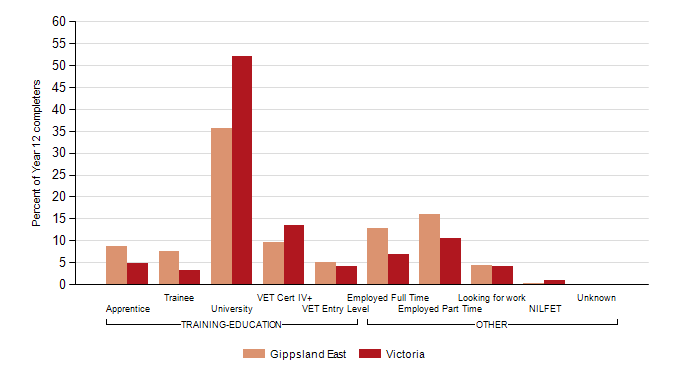 60
55
50
45
40
35
30
25
20
15
10
5
0
Percent of Year 12 completers
Trainee VET Cert IV+ Employed Full Time Looking for work Unknown
Apprentice University VET Entry Level Employed Part Time NILFET
TRAINING-EDUCATION OTHER
Gippsland East Victoria